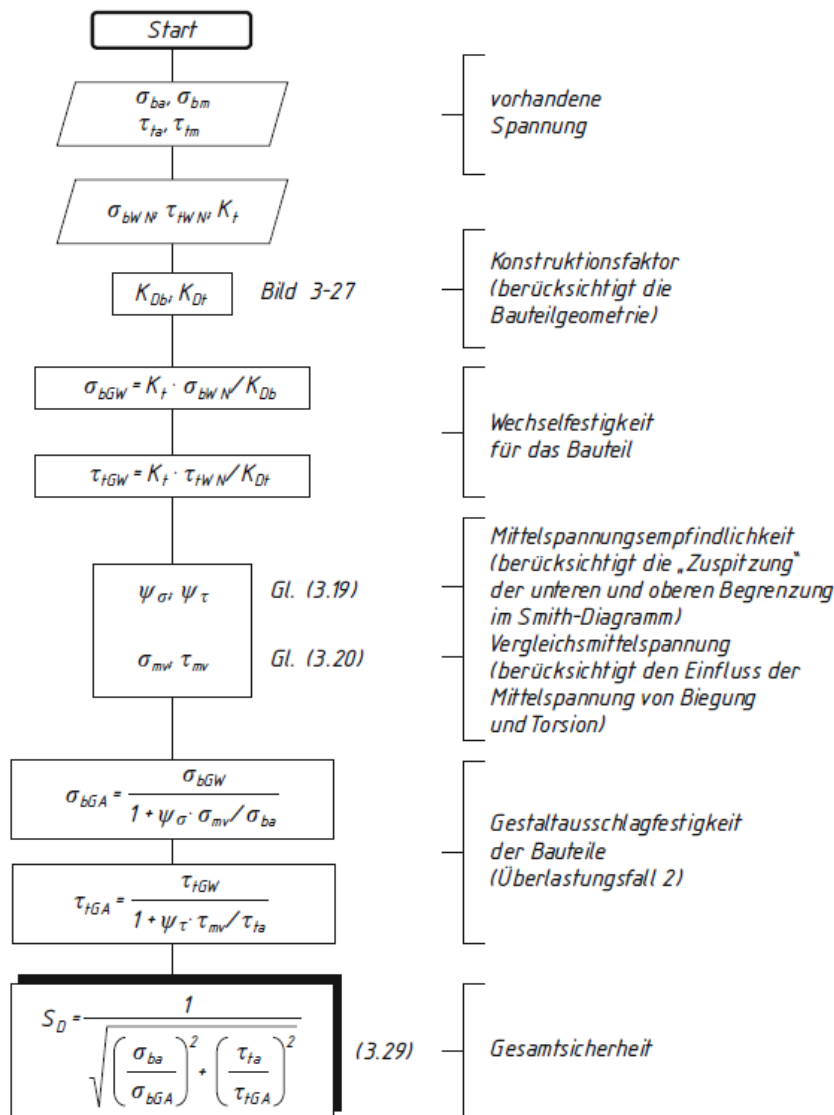 Start
σba, σbm
τta, τtm
vorhandene
Spannung
σbW N, τtW N, Kt
KDb, KDt
Bild 3-27
Konstruktionsfaktor
(berücksichtigt die
Bauteilgeometrie)
σbGW = Kt · σbW N/KDb
τtGW = Kt · τtW N/KDt
Wechselfestigkeit
für das Bauteil
ψσ, ψτ
Gl. (3.19)
σmv, τmv
Gl. (3.20)
Mittelspannungsempfindlichkeit
(berücksichtigt die „Zuspitzung“
der unteren und oberen Begrenzung
im Smith-Diagramm)
Vergleichsmittelspannung
(berücksichtigt den Einfluss der
Mittelspannung von Biegung
und Torsion)
σbGA = σbGW / (1 + ψσ · σmv/σba)
τtGA = τtGW / (1 + ψτ · τmv/τta)
Gestaltausschlagfestigkeit
der Bauteile
(Überlastungsfall 2)
SD = 1 / √((σba/σbGA)² + (τta/τtGA)²)
(3.29)
Gesamtsicherheit